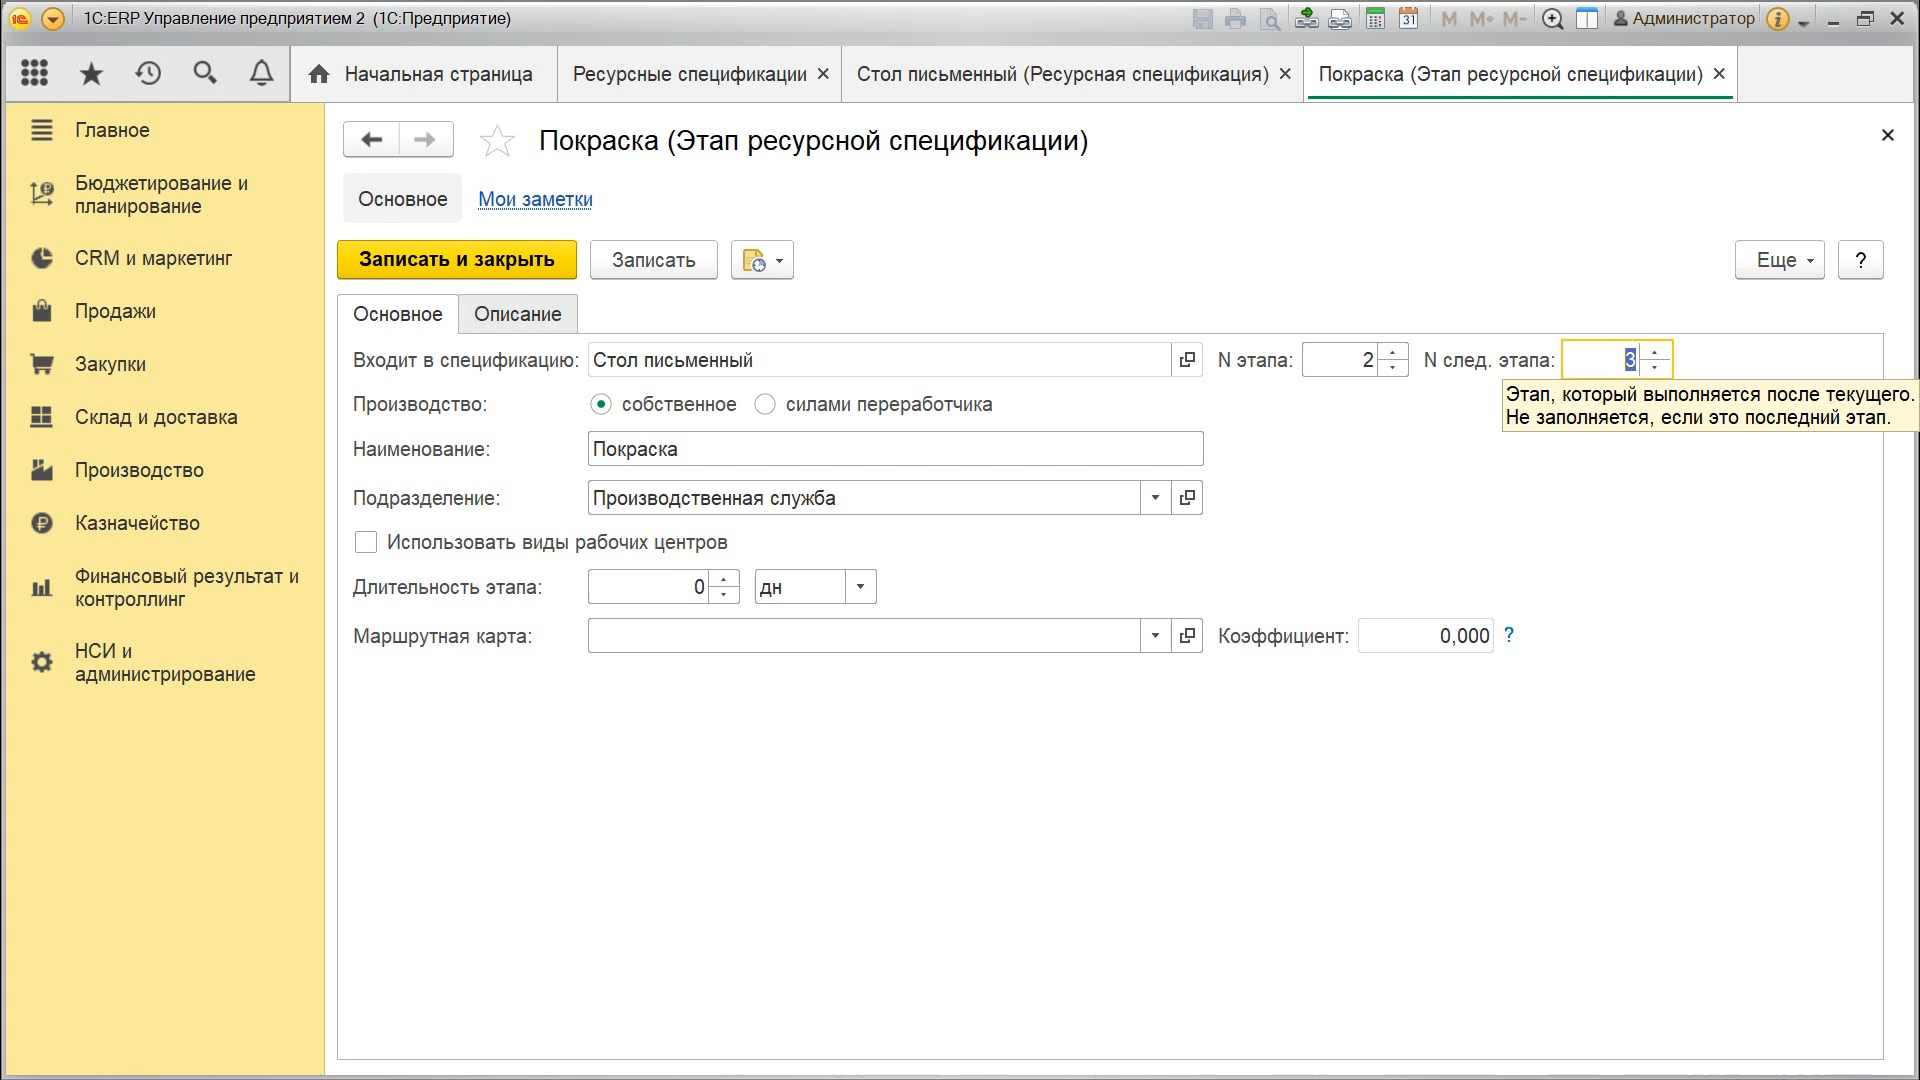 1С:ERP Управление предприятием 2 (1С:Предприятие)
M M+ M- Администратор
Начальная страница
Ресурсные спецификации
Стол письменный (Ресурсная спецификация)
Покраска (Этап ресурсной спецификации)
Главное
Бюджетирование и
планирование
CRM и маркетинг
Продажи
Закупки
Склад и доставка
Производство
Казначейство
Финансовый результат и
контроллинг
НСИ и
администрирование
Покраска (Этап ресурсной спецификации)
Основное Мои заметки
Записать и закрыть Записать Еще ?
Основное Описание
Входит в спецификацию: Стол письменный N этапа: 2 N след. этапа: 3
Этап, который выполняется после текущего.
Не заполняется, если это последний этап.
Производство: собственное силами переработчика
Наименование: Покраска
Подразделение: Производственная служба
Использовать виды рабочих центров
Длительность этапа: 0 дн
Маршрутная карта: Коэффициент: 0,000 ?